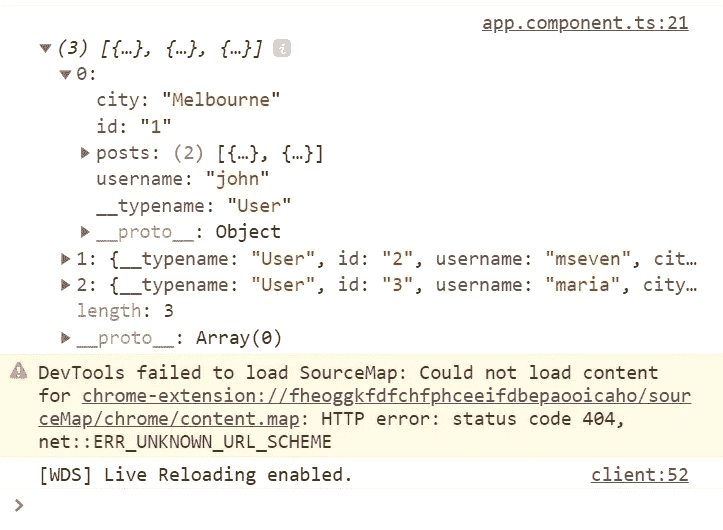 app.component.ts:21
(3) [{…}, {…}, {…}] i
0:
city: "Melbourne"
id: "1"
posts: (2) [{…}, {…}]
username: "john"
__typename: "User"
__proto__: Object
1: {__typename: "User", id: "2", username: "mseven", cit…
2: {__typename: "User", id: "3", username: "maria", city…
length: 3
__proto__: Array(0)
DevTools failed to load SourceMap: Could not load content
for chrome-extension://fheoggkfdfchfphceeifdbepaooicaho/sour
ceMap/chrome/content.map: HTTP error: status code 404,
net::ERR_UNKNOWN_URL_SCHEME
[WDS] Live Reloading enabled. client:52
>